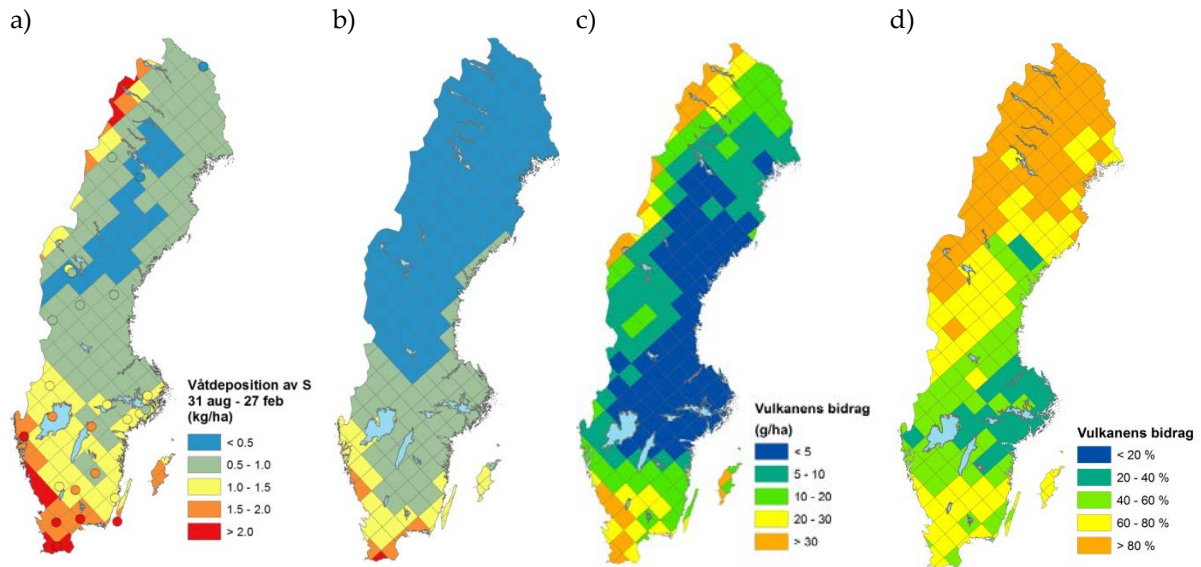 a)
b)
c)
d)
Våtdeposition av S
31 aug - 27 feb
(kg/ha)
< 0.5
0.5 - 1.0
1.0 - 1.5
1.5 - 2.0
> 2.0
Vulkanens bidrag
(g/ha)
< 5
5 - 10
10 - 20
20 - 30
> 30
Vulkanens bidrag
< 20 %
20 - 40 %
40 - 60 %
60 - 80 %
> 80 %